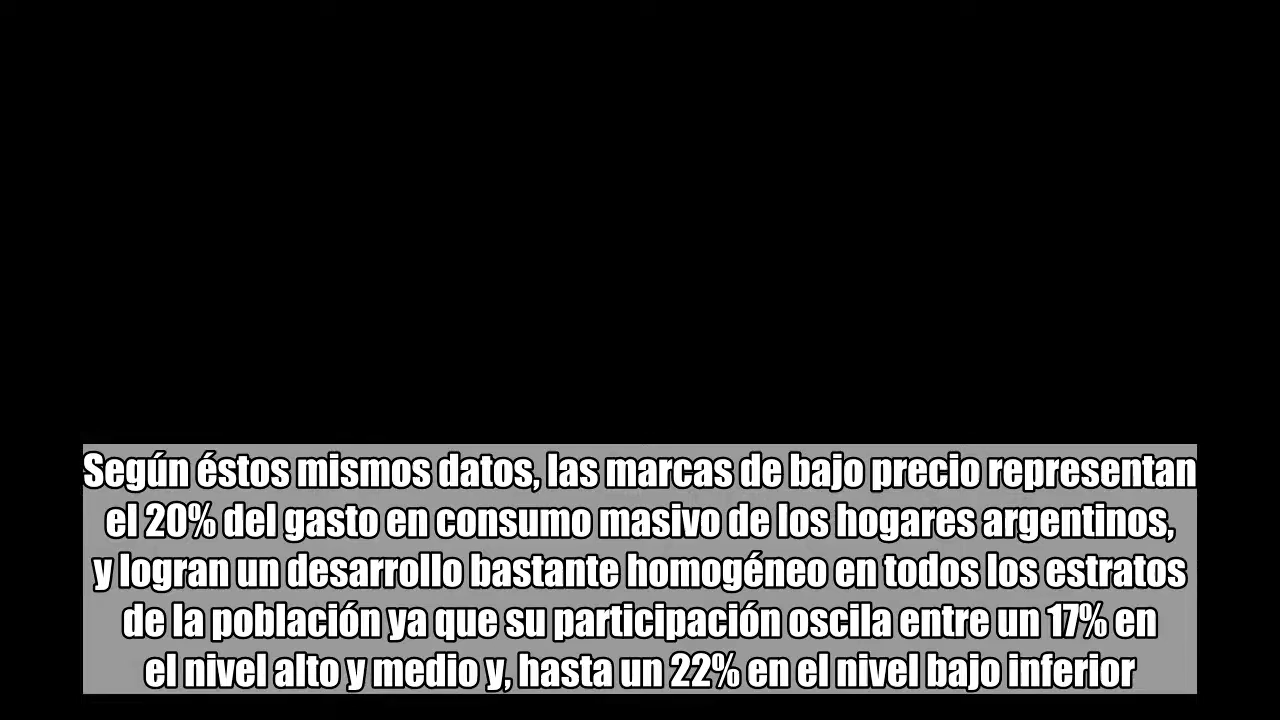 Según éstos mismos datos, las marcas de bajo precio representan
el 20% del gasto en consumo masivo de los hogares argentinos,
y logran un desarrollo bastante homogéneo en todos los estratos
de la población ya que su participación oscila entre un 17% en
el nivel alto y medio y, hasta un 22% en el nivel bajo inferior